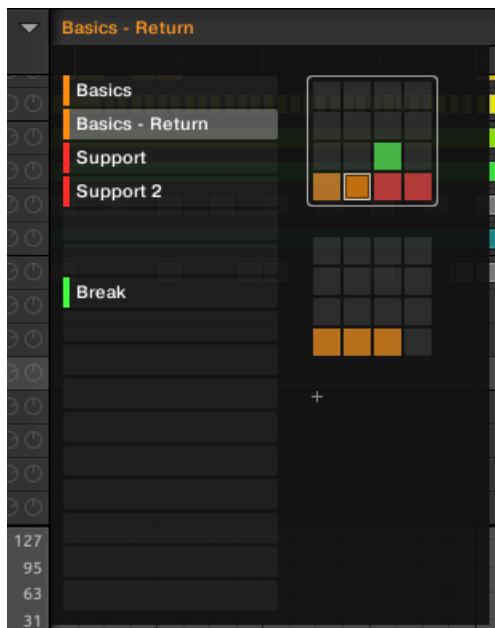 Basics - Return
Basics
Basics - Return
Support
Support 2
Break
+
127
95
63
31